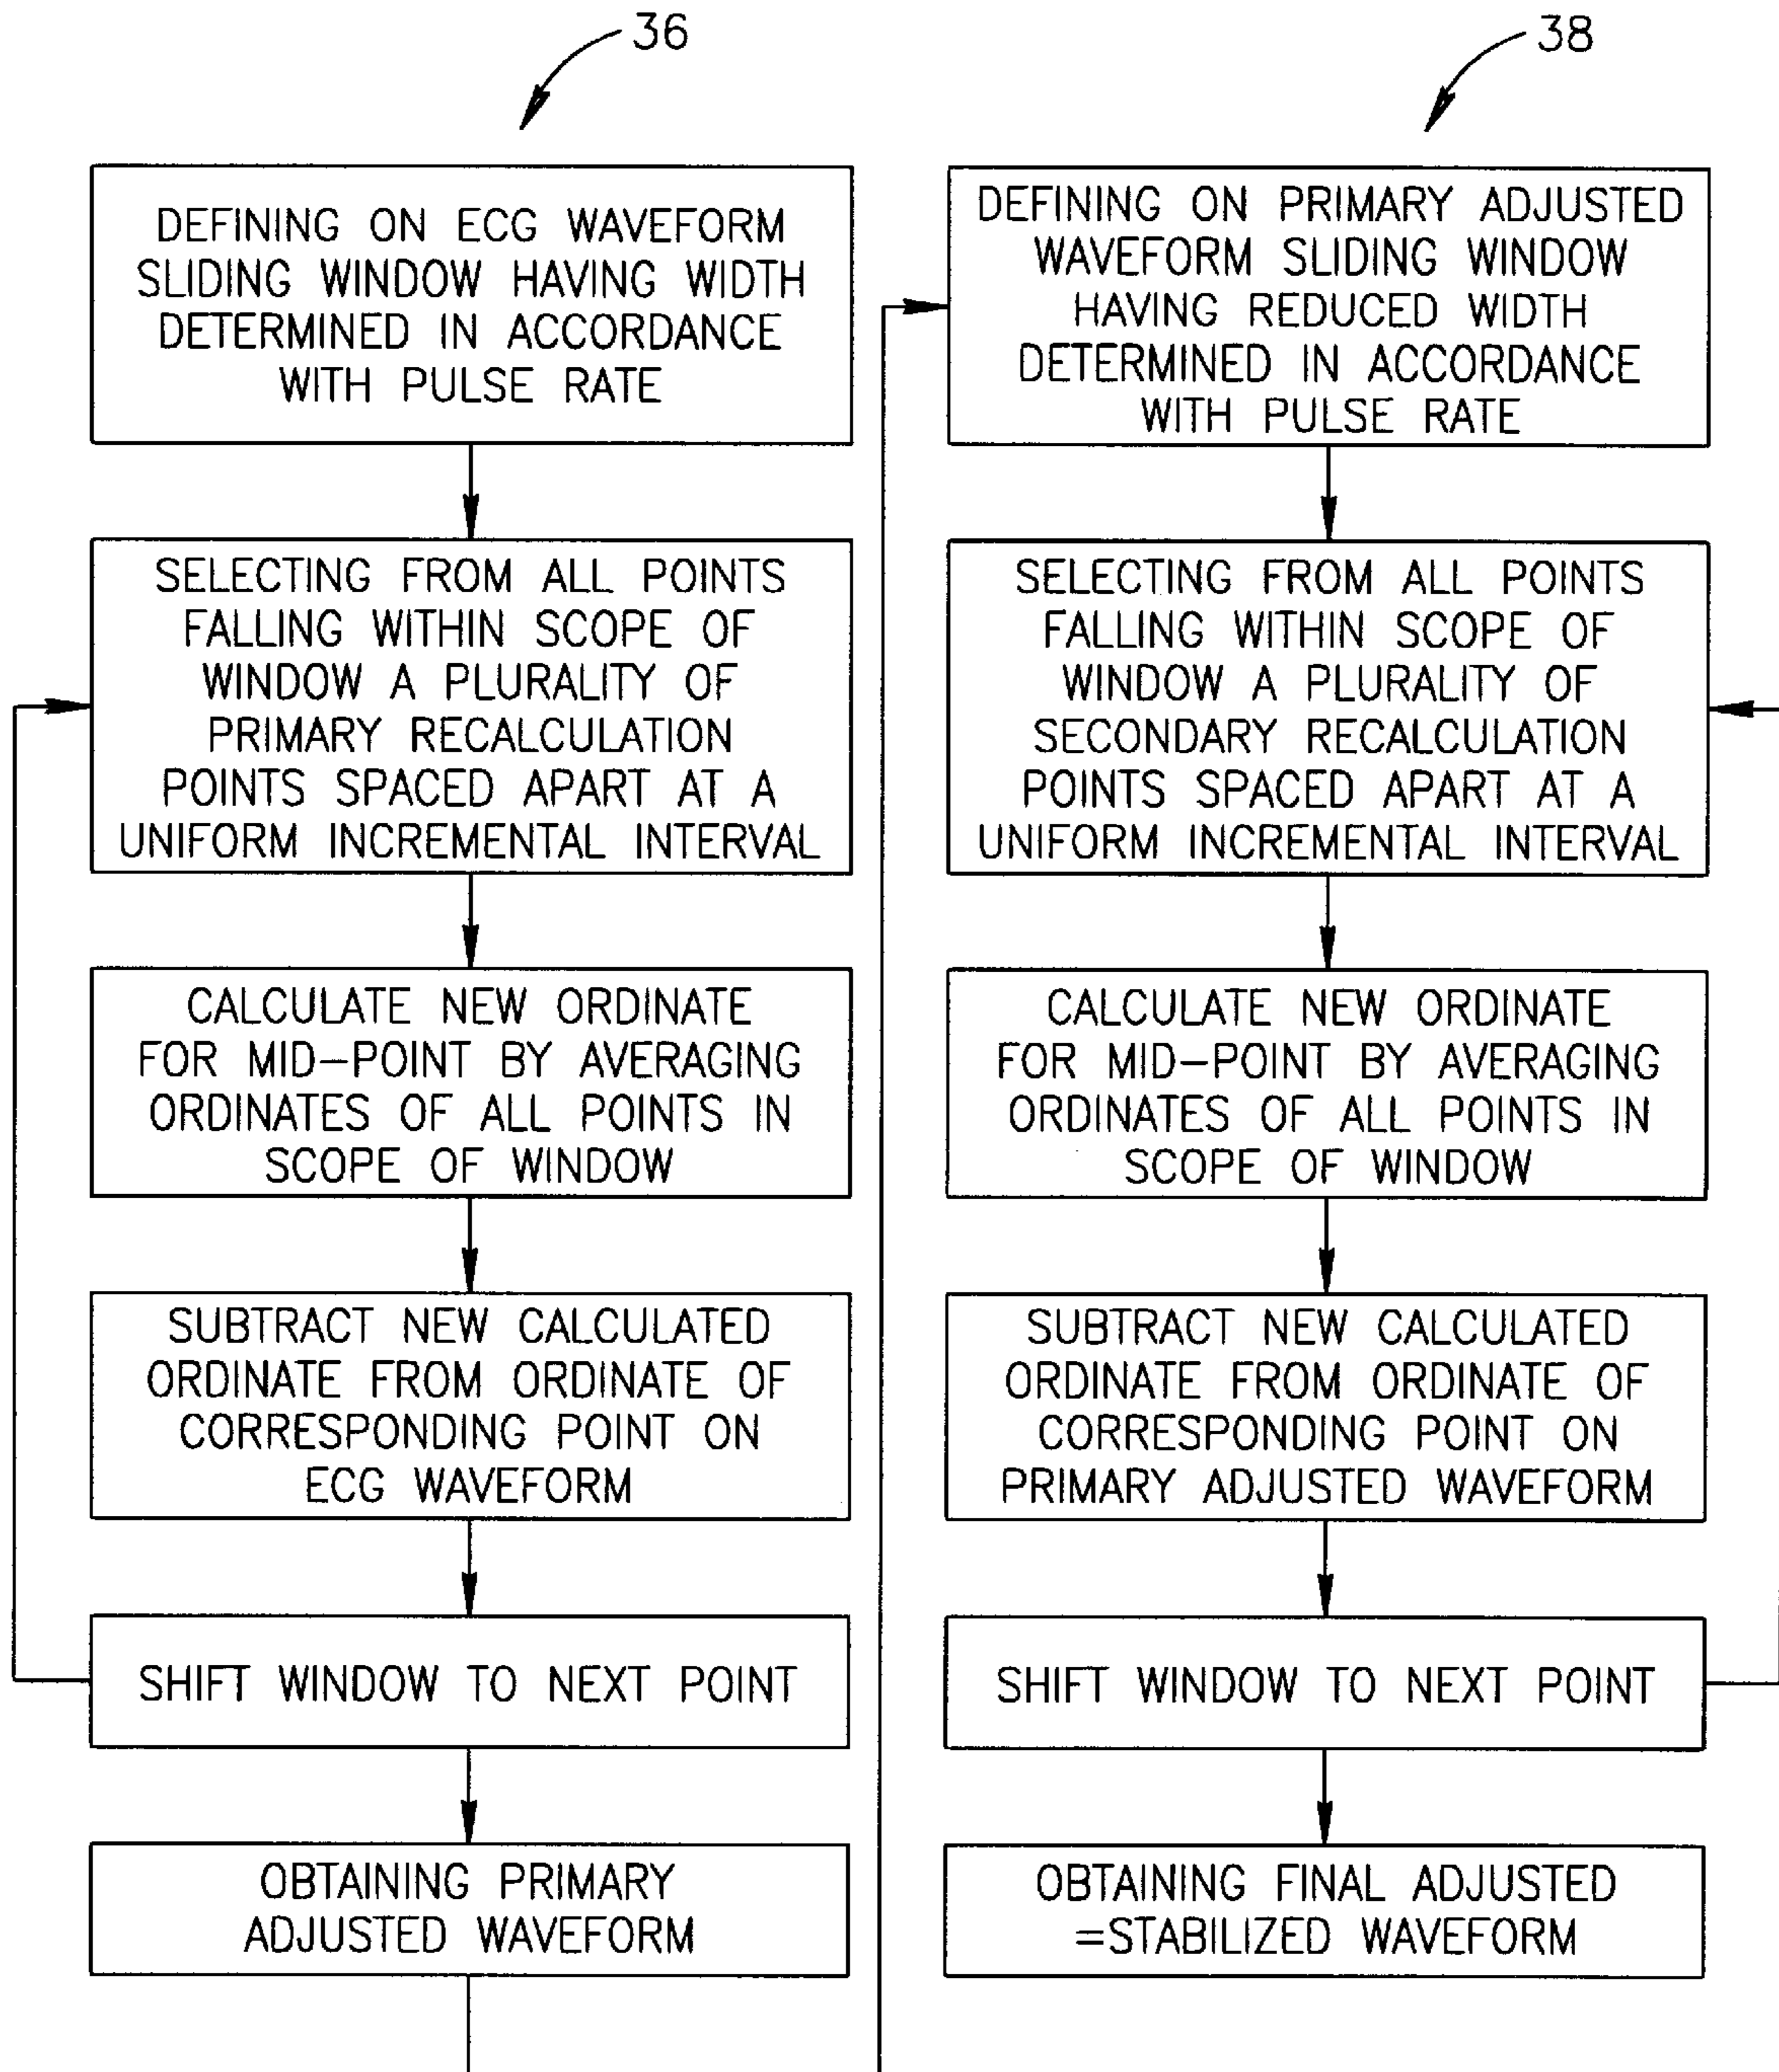 36
DEFINING ON ECG WAVEFORM
SLIDING WINDOW HAVING WIDTH
DETERMINED IN ACCORDANCE
WITH PULSE RATE
SELECTING FROM ALL POINTS
FALLING WITHIN SCOPE OF
WINDOW A PLURALITY OF
PRIMARY RECALCULATION
POINTS SPACED APART AT A
UNIFORM INCREMENTAL INTERVAL
CALCULATE NEW ORDINATE
FOR MID-POINT BY AVERAGING
ORDINATES OF ALL POINTS IN
SCOPE OF WINDOW
SUBTRACT NEW CALCULATED
ORDINATE FROM ORDINATE OF
CORRESPONDING POINT ON
ECG WAVEFORM
SHIFT WINDOW TO NEXT POINT
OBTAINING PRIMARY
ADJUSTED WAVEFORM
38
DEFINING ON PRIMARY ADJUSTED
WAVEFORM SLIDING WINDOW
HAVING REDUCED WIDTH
DETERMINED IN ACCORDANCE
WITH PULSE RATE
SELECTING FROM ALL POINTS
FALLING WITHIN SCOPE OF
WINDOW A PLURALITY OF
SECONDARY RECALCULATION
POINTS SPACED APART AT A
UNIFORM INCREMENTAL INTERVAL
CALCULATE NEW ORDINATE
FOR MID-POINT BY AVERAGING
ORDINATES OF ALL POINTS IN
SCOPE OF WINDOW
SUBTRACT NEW CALCULATED
ORDINATE FROM ORDINATE OF
CORRESPONDING POINT ON
PRIMARY ADJUSTED WAVEFORM
SHIFT WINDOW TO NEXT POINT
OBTAINING FINAL ADJUSTED
=STABILIZED WAVEFORM